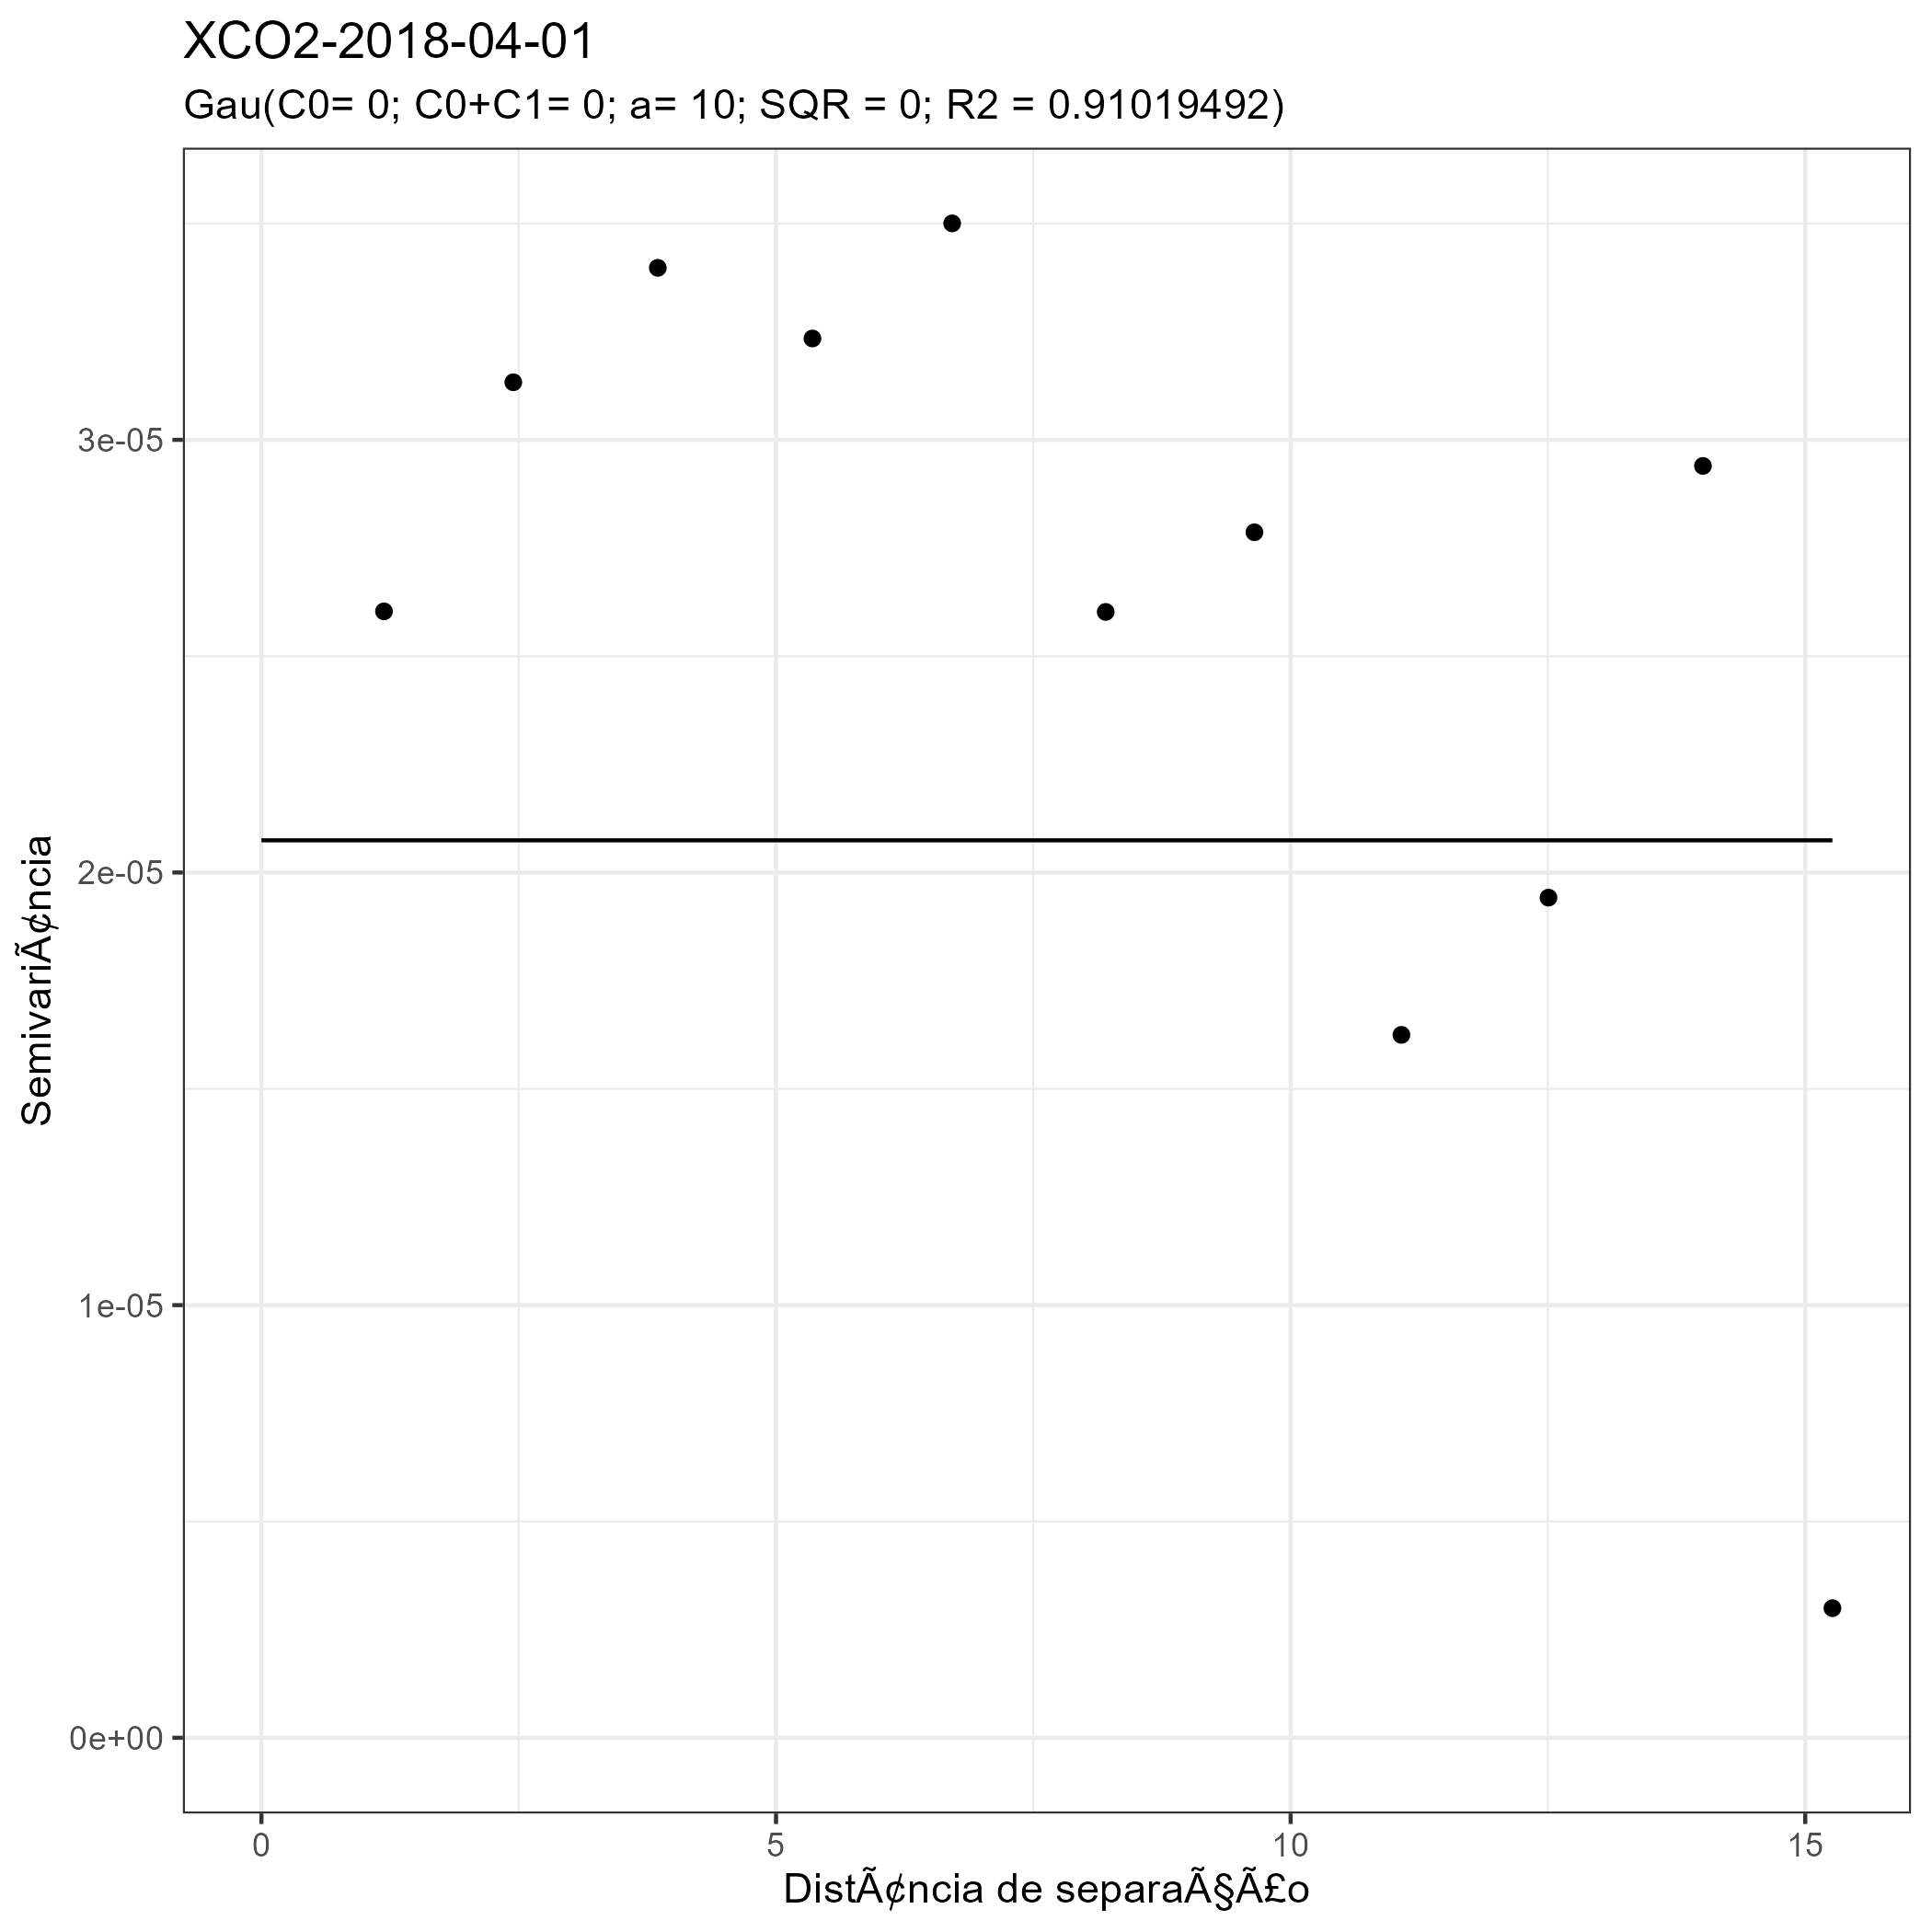 XCO2-2018-04-01
Gau(C0= 0; C0+C1= 0; a= 10; SQR = 0; R2 = 0.91019492)
SemivariÃ¢ncia
3e-05
2e-05
1e-05
0e+00
0 5 10 15
DistÃ¢ncia de separaÃ§Ã£o